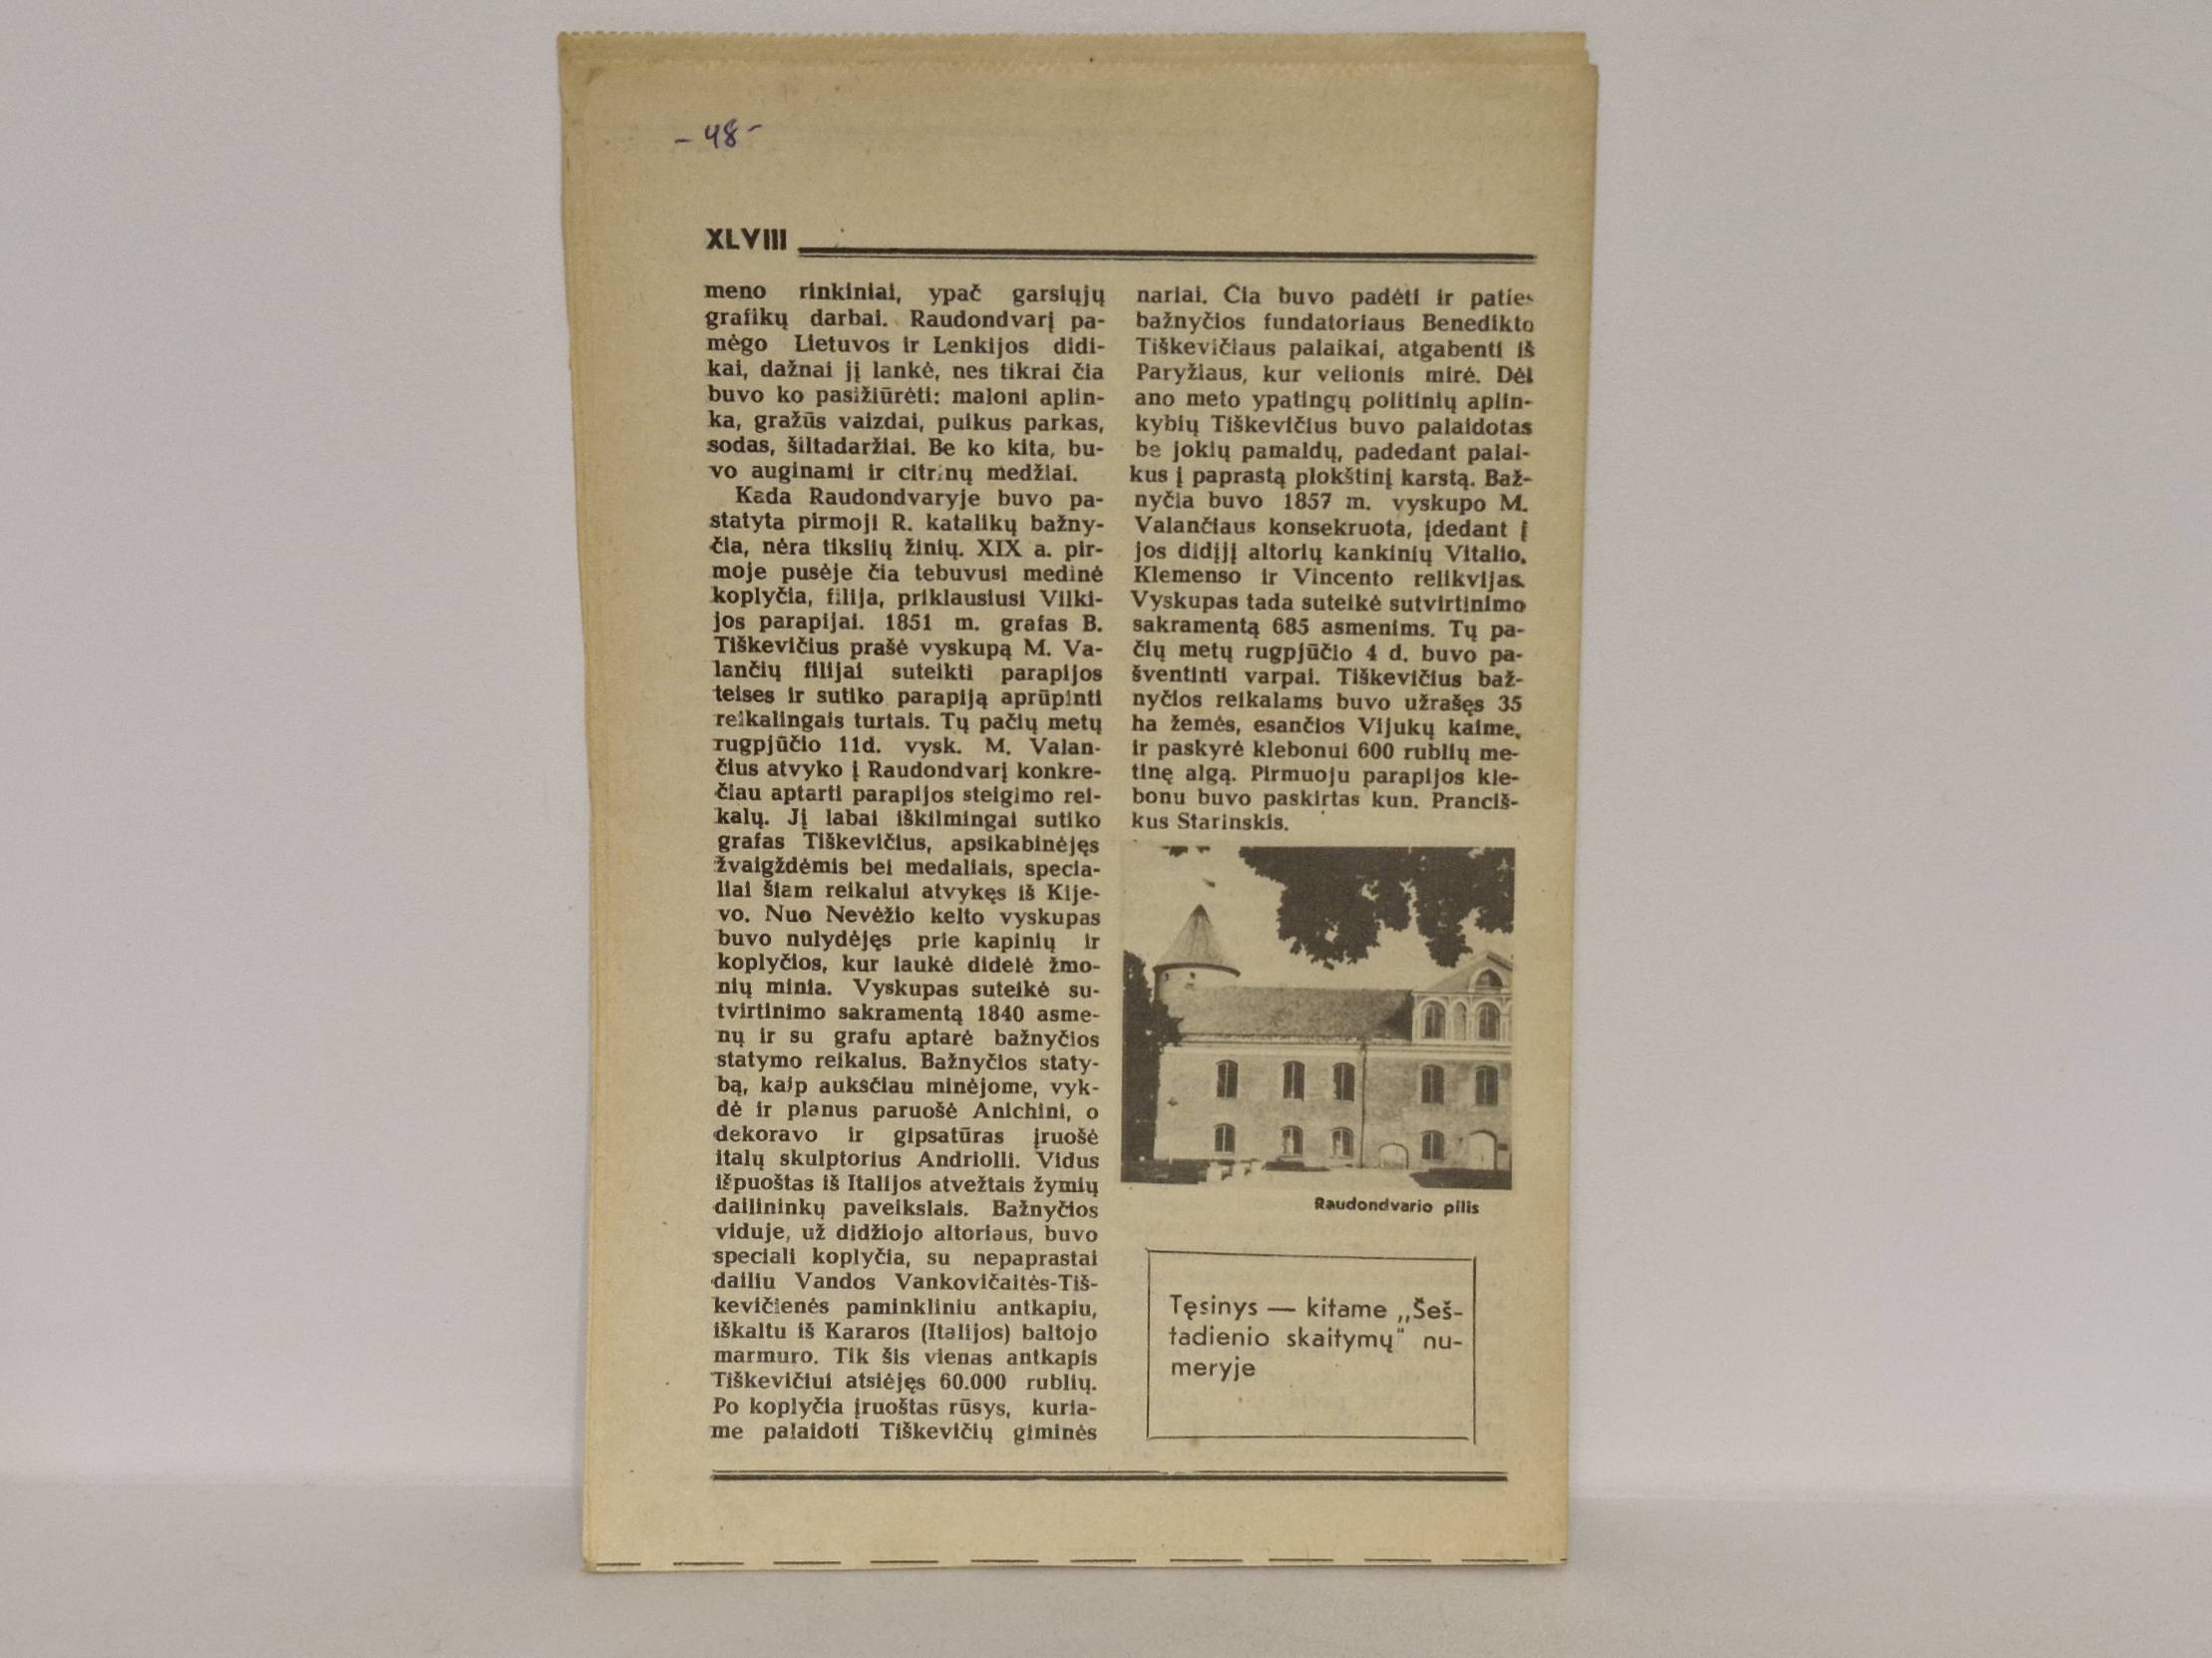 - 48 -
XLVIII
meno rinkiniai, ypač garsiųjų
grafikų darbai. Raudondvarį pa-
mėgo Lietuvos ir Lenkijos didi-
kai, dažnai jį lankė, nes tikrai čia
buvo ko pasižiūrėti: maloni aplin-
ka, gražūs vaizdai, puikus parkas,
sodas, šiltadaržiai. Be ko kita, bu-
vo auginami ir citrinų medžiai.
Kada Raudondvaryje buvo pa-
statyta pirmoji R. katalikų bažny-
čia, nėra tikslių žinių. XIX a. pir-
moje pusėje čia tebuvusi medinė
koplyčia, filija, priklausiusi Vilki-
jos parapijai. 1851 m. grafas B.
Tiškevičius prašė vyskupą M. Va-
lančių filijai suteikti parapijos
teises ir sutiko parapiją aprūpinti
reikalingais turtais. Tų pačių metų
rugpjūčio 11d. vysk. M. Valan-
čius atvyko į Raudondvarį konkre-
čiau aptarti parapijos steigimo rei-
kalų. Jį labai iškilmingai sutiko
grafas Tiškevičius, apsikabinėjęs
žvaigždėmis bei medaliais, specia-
liai šiam reikalui atvykęs iš Kije-
vo. Nuo Nevėžio kelto vyskupas
buvo nulydėjęs prie kapinių ir
koplyčios, kur laukė didelė žmo-
nių minia. Vyskupas suteikė su-
tvirtinimo sakramentą 1840 asme-
nų ir su grafu aptarė bažnyčios
statymo reikalus. Bažnyčios staty-
bą, kaip aukščiau minėjome, vyk-
dė ir planus paruošė Anichini, o
dekoravo ir gipsatūras įruošė
italų skulptorius Andriolli. Vidus
išpuoštas iš Italijos atvežtais žymių
dailininkų paveikslais. Bažnyčios
viduje, už didžiojo altoriaus, buvo
speciali koplyčia, su nepaprastai
dailiu Vandos Vankovičaitės-Tiš-
kevičienės paminkliniu antkapiu,
iškaltu iš Kararos (Italijos) baltojo
marmuro. Tik šis vienas antkapis
Tiškevičiui atsiėjęs 60.000 rublių.
Po koplyčia įruoštas rūsys, kuria-
me palaidoti Tiškevičių giminės
nariai. Čia buvo padėti ir paties
bažnyčios fundatoriaus Benedikto
Tiškevičiaus palaikai, atgabenti iš
Paryžiaus, kur velionis mirė. Dėl
ano meto ypatingų politinių aplin-
kybių Tiškevičius buvo palaidotas
be jokių pamaldų, padedant palai-
kus į paprastą plokštinį karstą. Baž-
nyčia buvo 1857 m. vyskupo M.
Valančiaus konsekruota, įdedant į
jos didįjį altorių kankinių Vitalio,
Klemenso ir Vincento relikvijas.
Vyskupas tada suteikė sutvirtinimo
sakramentą 685 asmenims. Tų pa-
čių metų rugpjūčio 4 d. buvo pa-
šventinti varpai. Tiškevičius baž-
nyčios reikalams buvo užrašęs 35
ha žemės, esančios Vijukų kaime,
ir paskyrė klebonui 600 rublių me-
tinę algą. Pirmuoju parapijos kle-
bonu buvo paskirtas kun. Pranciš-
kus Starinskis.
Raudondvario pilis
Tęsinys — kitame „Šeš-
tadienio skaitymų" nu-
meryje